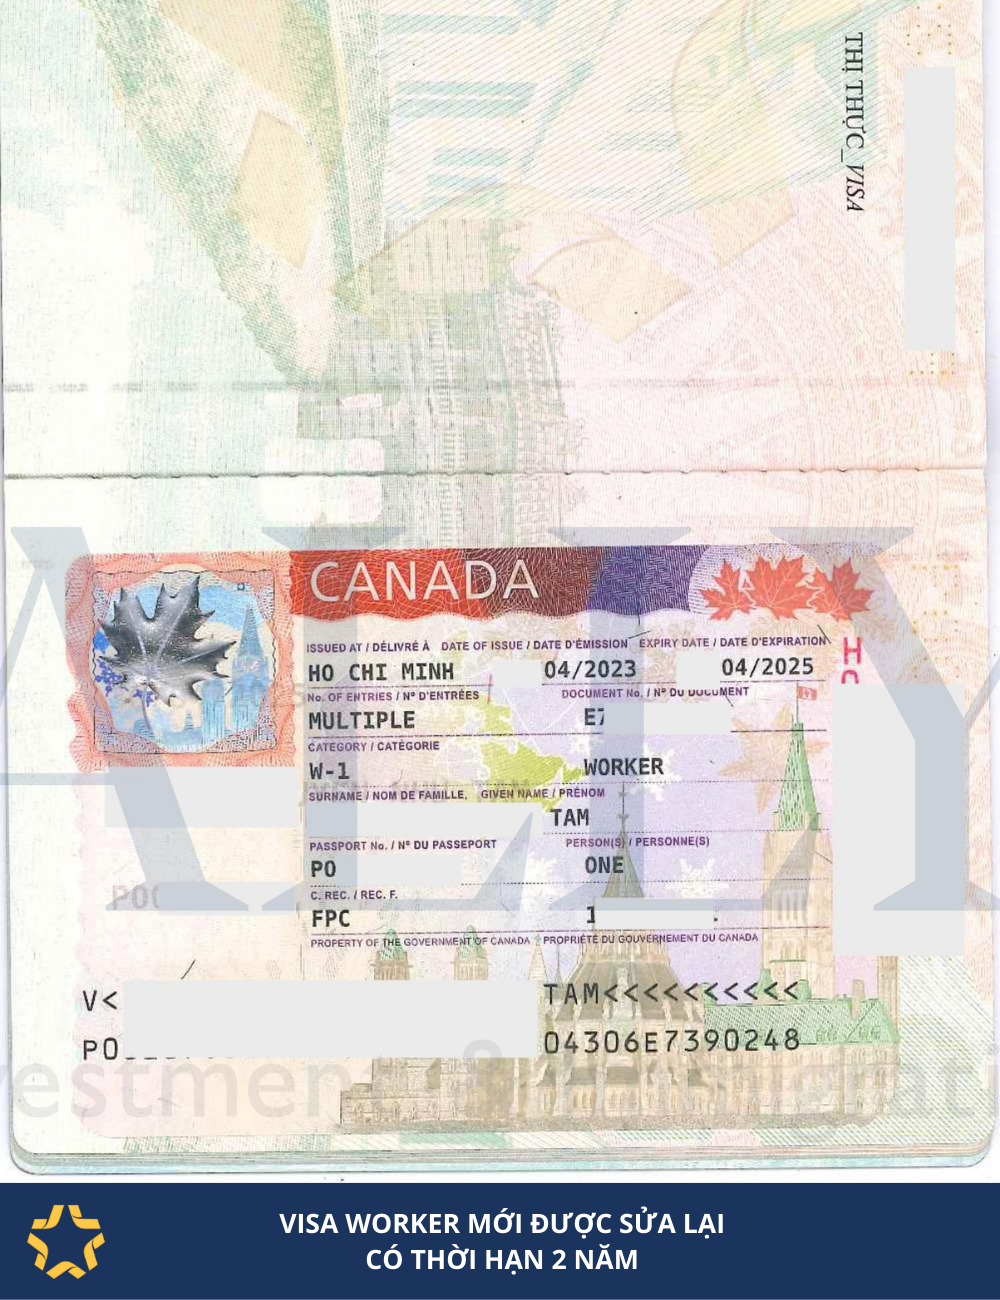 THỊ THỰC_VISA
CANADA
ISSUED AT / DÉLIVRÉ À DATE OF ISSUE / DATE D'ÉMISSION EXPIRY DATE / DATE D'EXPIRATION
HO CHI MINH 04/2023 04/2025
No. OF ENTRIES / Nº D'ENTRÉES DOCUMENT No. / Nº DU DOCUMENT
MULTIPLE E7
CATEGORY / CATÉGORIE
W-1 WORKER
SURNAME / NOM DE FAMILLE, GIVEN NAME / PRÉNOM
TAM
PASSPORT No. / Nº DU PASSEPORT PERSON(S) / PERSONNE(S)
PO ONE
C. REC. / REC. F.
FPC 1
PROPERTY OF THE GOVERNMENT OF CANADA PROPRIÉTÉ DU GOUVERNEMENT DU CANADA
V< TAM<<<<<<<<<<<
PO 04306E7390248
VISA WORKER MỚI ĐƯỢC SỬA LẠI
CÓ THỜI HẠN 2 NĂM